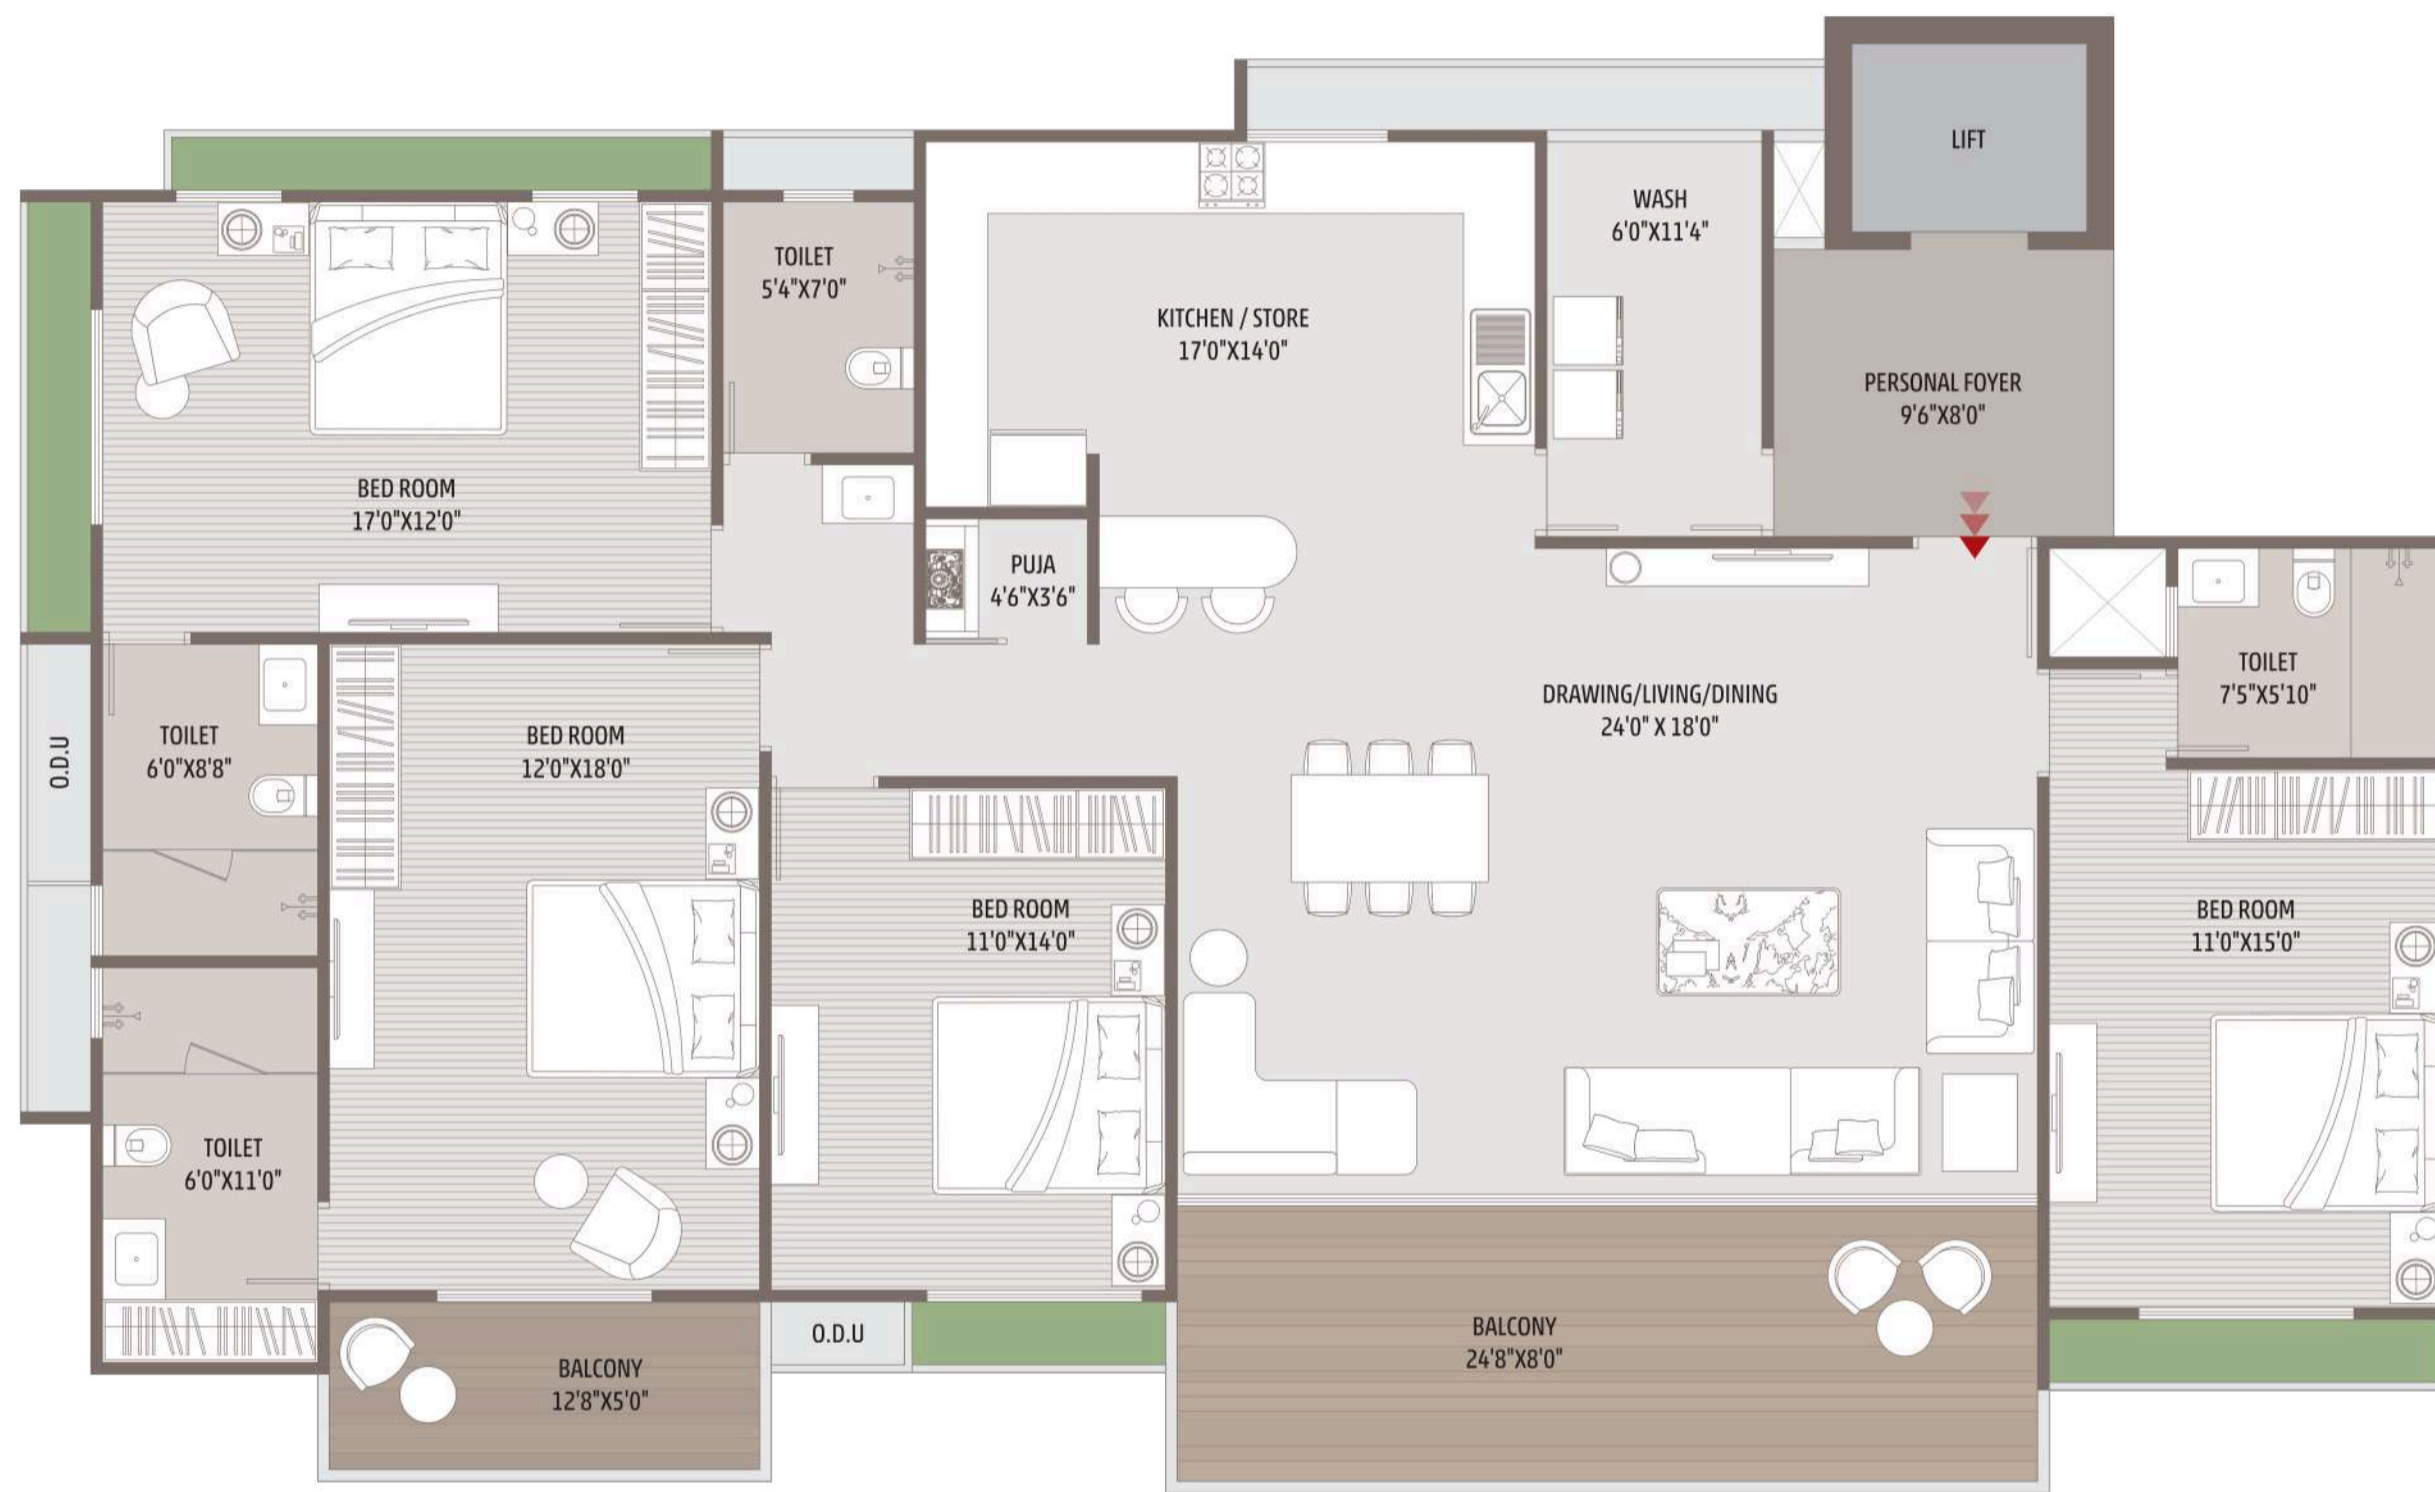 LIFT
WASH
6'0"X11'4"
TOILET
5'4"X7'0"
KITCHEN / STORE
17'0"X14'0"
PERSONAL FOYER
9'6"X8'0"
BED ROOM
17'0"X12'0"
PUJA
4'6"X3'6"
TOILET
7'5"X5'10"
DRAWING/LIVING/DINING
24'0" X 18'0"
O.D.U
TOILET
6'0"X8'8"
BED ROOM
12'0"X18'0"
BED ROOM
11'0"X14'0"
BED ROOM
11'0"X15'0"
TOILET
6'0"X11'0"
O.D.U
BALCONY
24'8"X8'0"
BALCONY
12'8"X5'0"